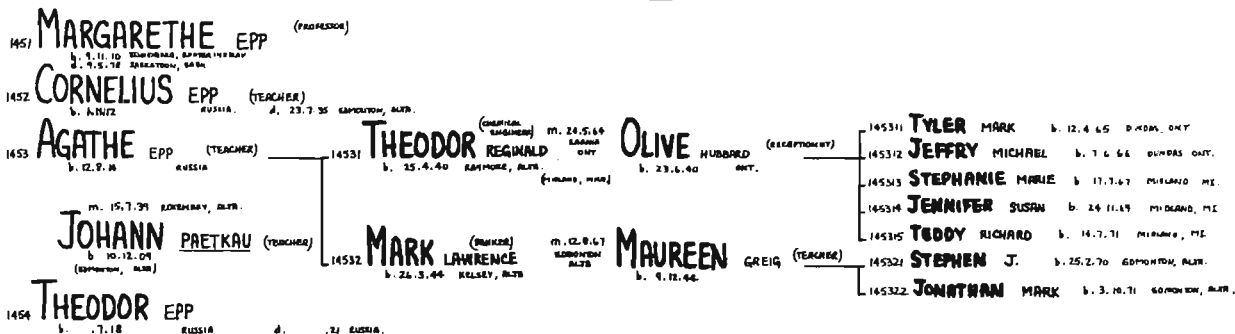 1451 MARGARETHE EPP (PROFESSOR)
b. 9.11.10
d. 9.5.78 SASKATOON, SASK
1452 CORNELIUS EPP (TEACHER)
b. RUSSIA. d. 23.7.35 EDMONTON, ALTA.
1453 AGATHE EPP (TEACHER)
b. 12.8.14 RUSSIA
m. 15.7.39 ROSEMARY, ALTA.
JOHANN PAETKAU (TEACHER)
b 10.12.09
(EDMONTON, ALTA)
1454 THEODOR EPP
b. .7.18 RUSSIA d. .21 RUSSIA.
14531 THEODOR REGINALD (CHEMICAL ENGINEER)
b. 25.4.40 RAYMORE, ALTA.
(MIDLAND, MICH)
m. 24.5.64 SARNIA ONT
OLIVE HUBBARD (RECEPTIONIST)
b. 23.6.40 ONT.
14532 MARK LAWRENCE (BANKER)
b. 26.3.44 KELSEY, ALTA
m. 12.8.67 EDMONTON ALTA
MAUREEN GREIG (TEACHER)
b. 9.12.44
145311 TYLER MARK b. 12.4.65 DUNDAS, ONT
145312 JEFFRY MICHAEL b. 7.6.66 DUNDAS ONT.
145313 STEPHANIE MARIE b 17.7.67 MIDLAND MI.
145314 JENNIFER SUSAN b. 24.11.69 MIDLAND, MI
145315 TEDDY RICHARD b. 14.7.71 MIDLAND, MI
145321 STEPHEN J. b. 25.2.70 EDMONTON, ALTA.
145322 JONATHAN MARK b. 3.10.71 EDMONTON, ALTA.